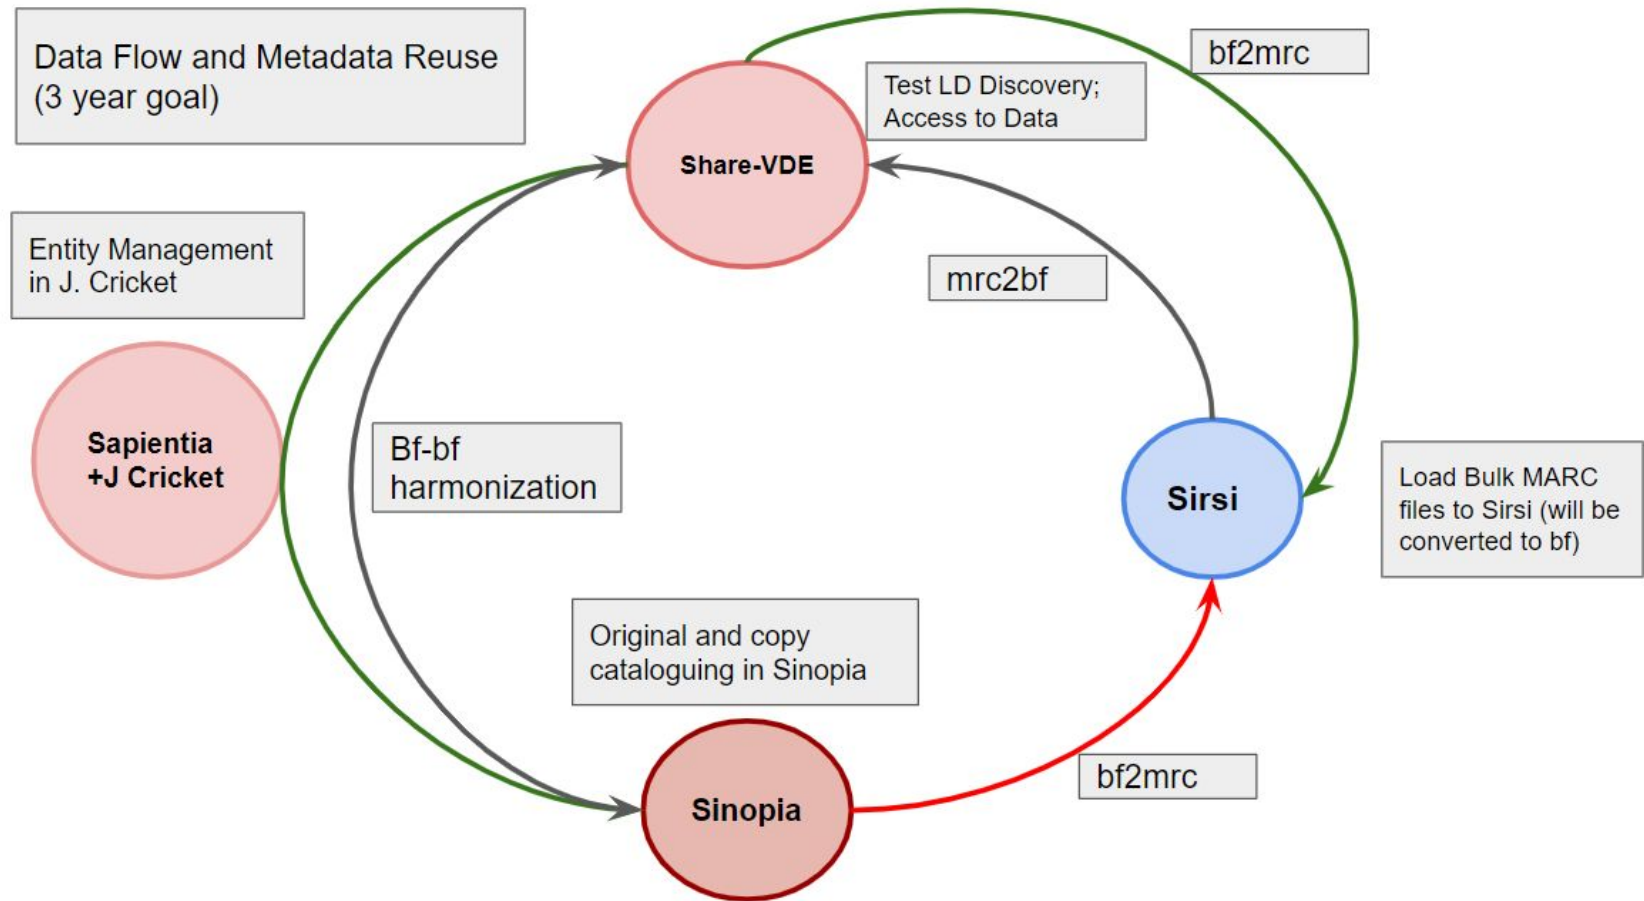 Data Flow and Metadata Reuse
(3 year goal)
bf2mrc
Test LD Discovery;
Access to Data
Share-VDE
Entity Management
in J. Cricket
mrc2bf
Sapientia
+J Cricket
Bf-bf
harmonization
Sirsi
Load Bulk MARC
files to Sirsi (will be
converted to bf)
Original and copy
cataloguing in Sinopia
bf2mrc
Sinopia